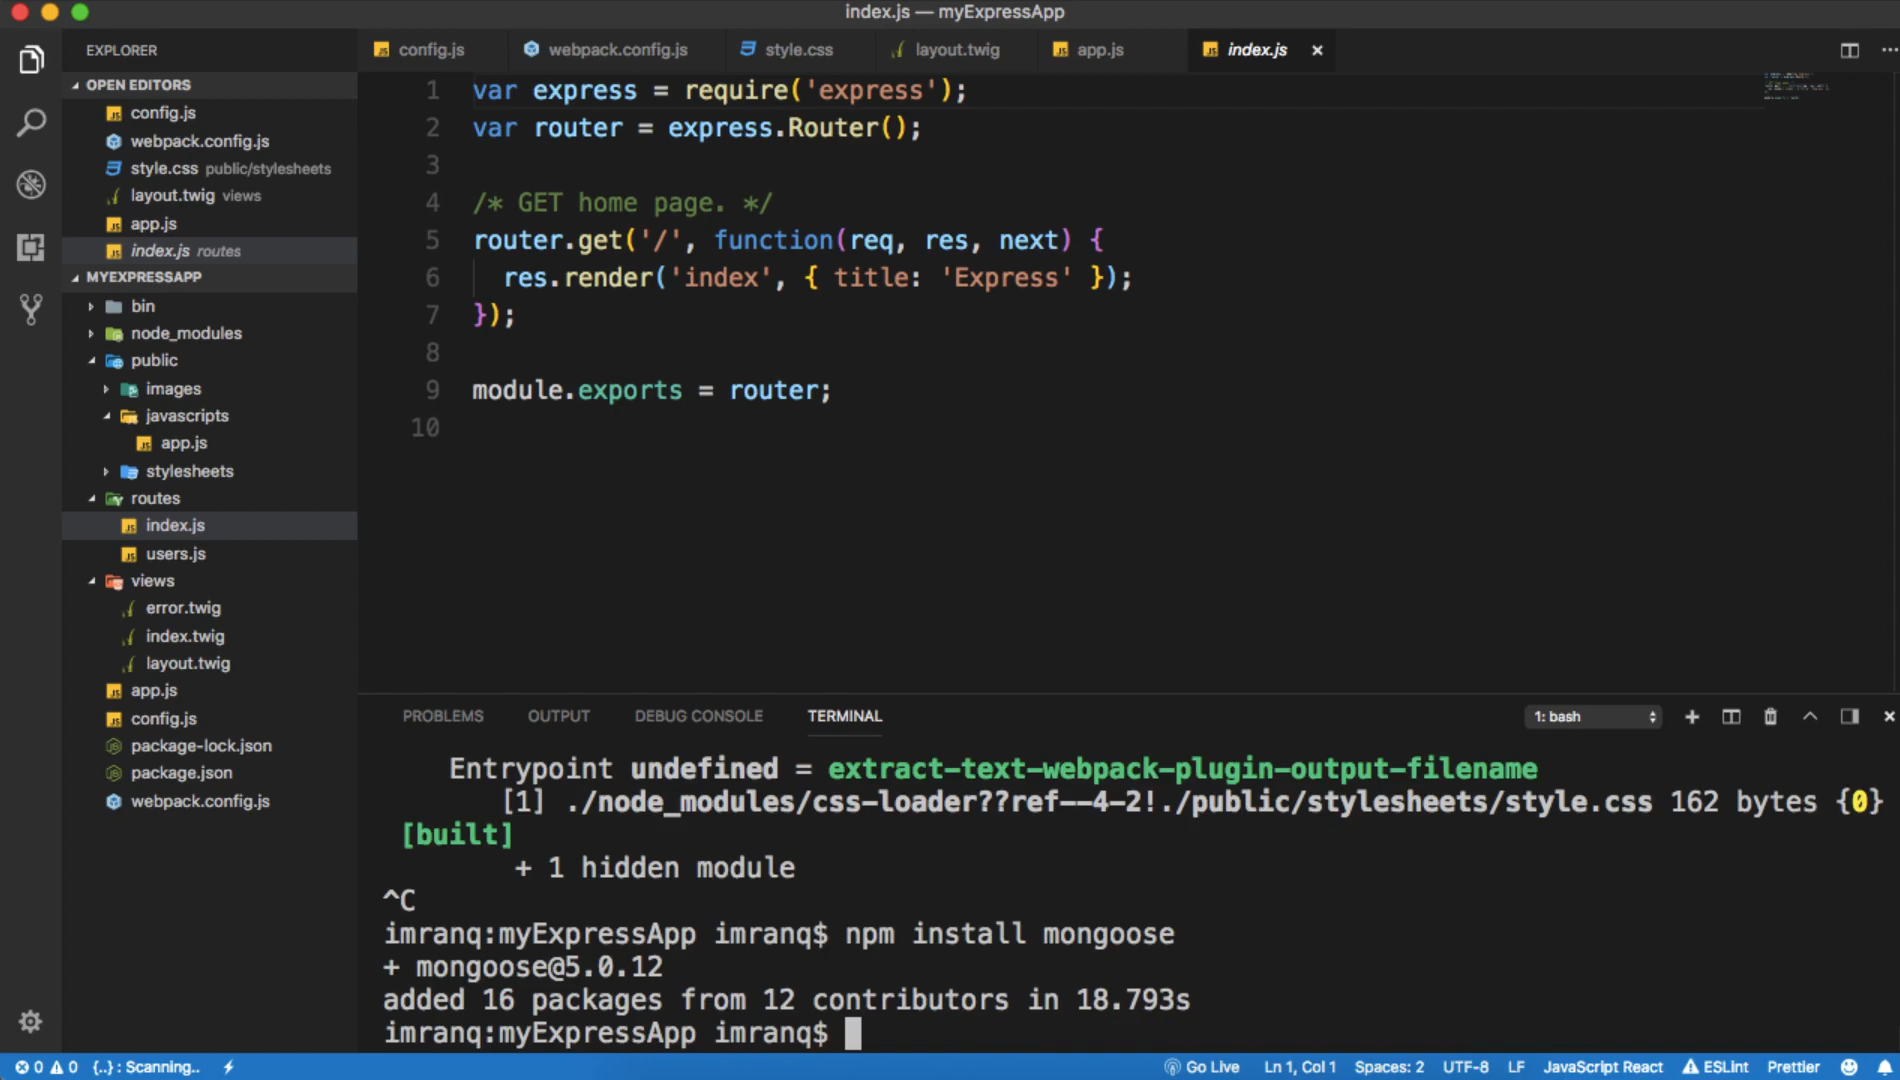 index.js — myExpressApp
EXPLORER
OPEN EDITORS
config.js
webpack.config.js
style.css public/stylesheets
layout.twig views
app.js
index.js routes
MYEXPRESSAPP
bin
node_modules
public
images
javascripts
app.js
stylesheets
routes
index.js
users.js
views
error.twig
index.twig
layout.twig
app.js
config.js
package-lock.json
package.json
webpack.config.js
config.js webpack.config.js style.css layout.twig app.js index.js
1 var express = require('express');
2 var router = express.Router();
3
4 /* GET home page. */
5 router.get('/', function(req, res, next) {
6 res.render('index', { title: 'Express' });
7 });
8
9 module.exports = router;
10
PROBLEMS OUTPUT DEBUG CONSOLE TERMINAL 1: bash
Entrypoint undefined = extract-text-webpack-plugin-output-filename
[1] ./node_modules/css-loader??ref--4-2!./public/stylesheets/style.css 162 bytes {0}
[built]
+ 1 hidden module
^C
imranq:myExpressApp imranq$ npm install mongoose
+ mongoose@5.0.12
added 16 packages from 12 contributors in 18.793s
imranq:myExpressApp imranq$
0 0 {..} : Scanning.. Go Live Ln 1, Col 1 Spaces: 2 UTF-8 LF JavaScript React ESLint Prettier